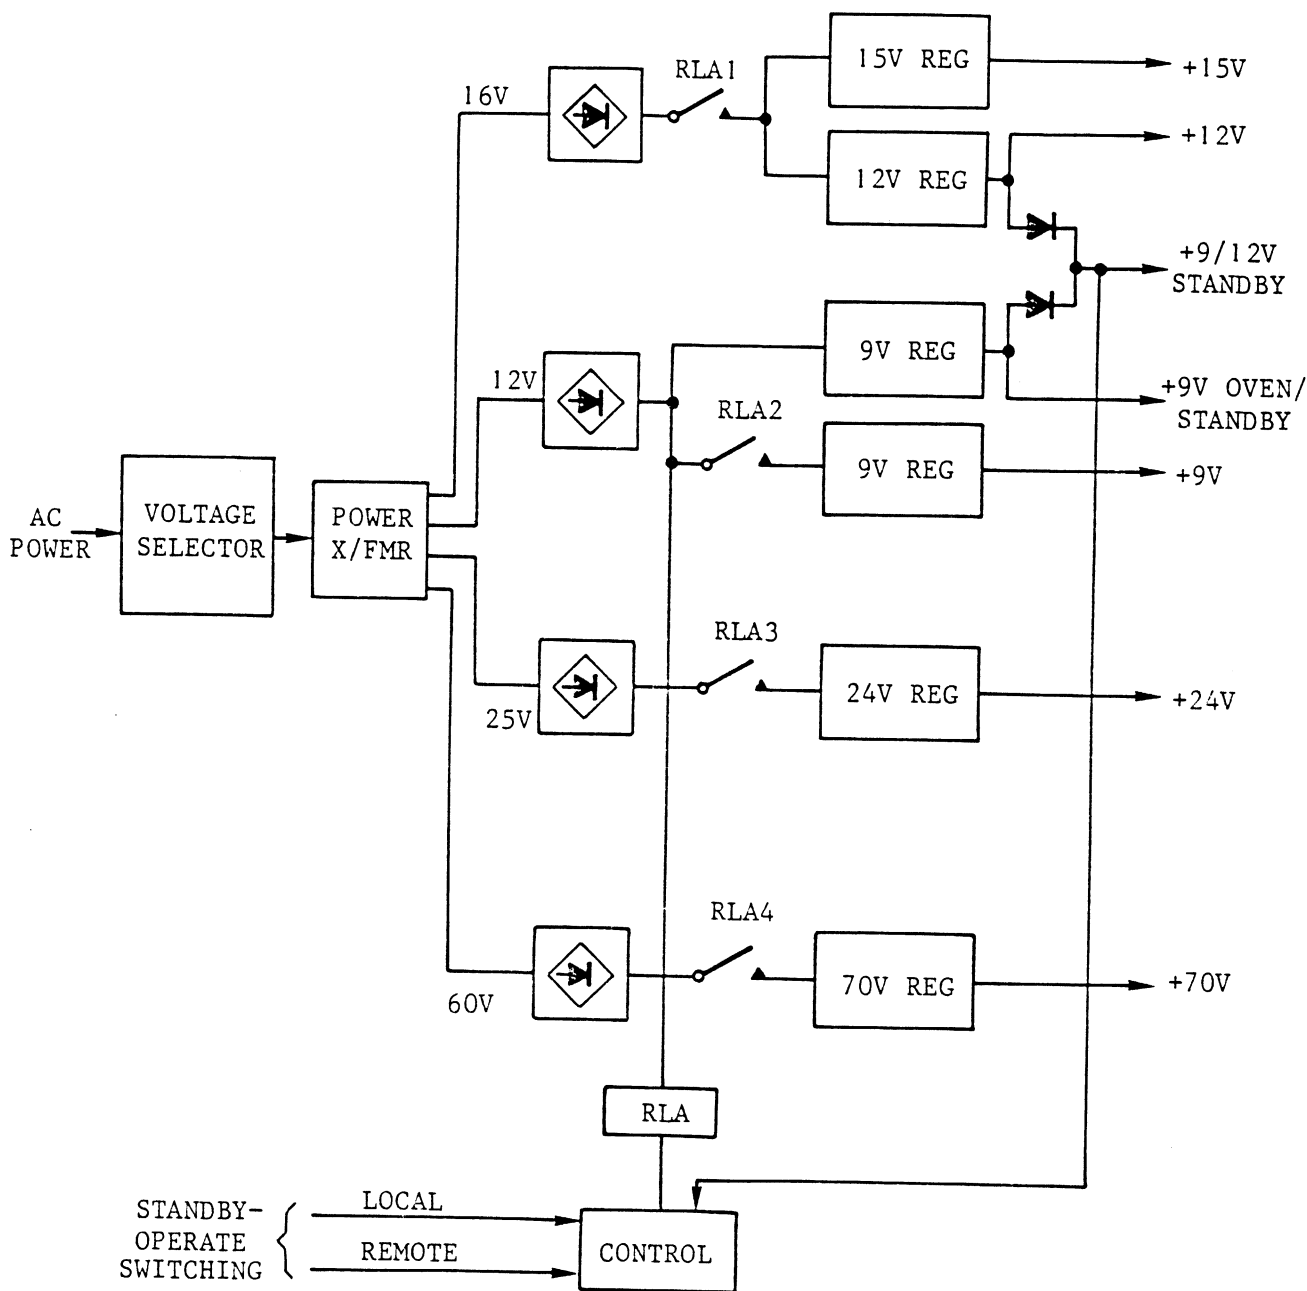 15V REG
+15V
RLA1
16V
12V REG
+12V
+9/12V
STANDBY
9V REG
12V
+9V OVEN/
STANDBY
RLA2
9V REG
+9V
AC
POWER
VOLTAGE
SELECTOR
POWER
X/FMR
RLA3
25V
24V REG
+24V
RLA4
60V
70V REG
+70V
RLA
STANDBY-
OPERATE
SWITCHING
LOCAL
REMOTE
CONTROL